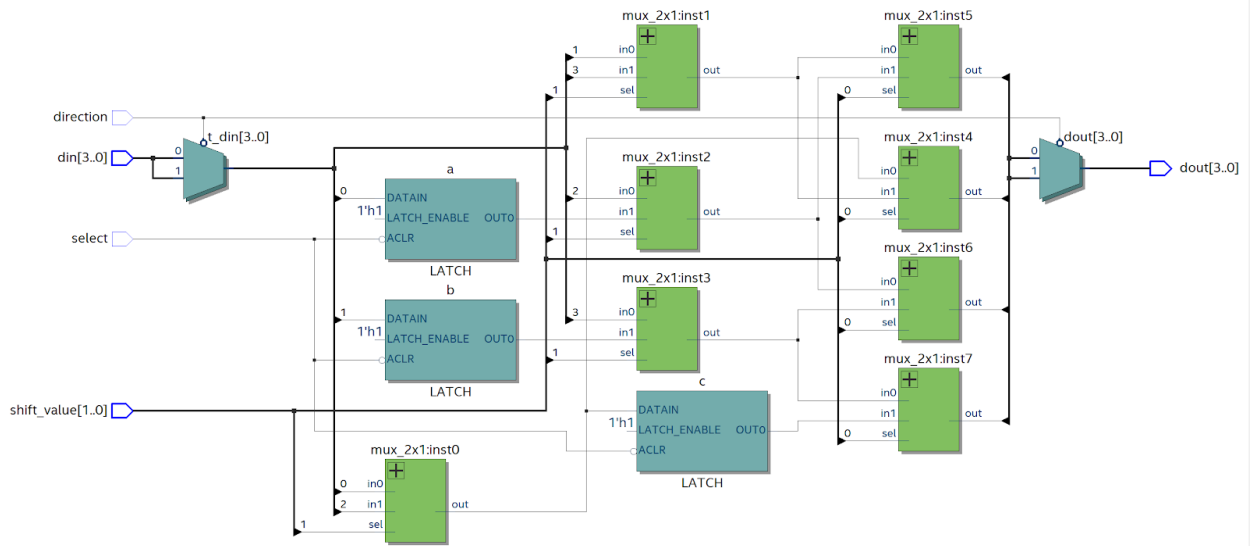 mux_2x1:inst1
1 in0
3 in1 out
1 sel
mux_2x1:inst5
in0
in1 out
0 sel
direction
t_din[3..0]
din[3..0] 0
1
dout[3..0]
0
1
dout[3..0]
mux_2x1:inst4
in0
in1 out
0 sel
mux_2x1:inst2
2 in0
in1 out
1 sel
a
0 DATAIN
1'h1 LATCH_ENABLE OUT0
ACLR
LATCH
select
mux_2x1:inst6
in0
in1 out
0 sel
mux_2x1:inst3
3 in0
in1 out
1 sel
b
1 DATAIN
1'h1 LATCH_ENABLE OUT0
ACLR
LATCH
mux_2x1:inst7
in0
in1 out
0 sel
c
DATAIN
1'h1 LATCH_ENABLE OUT0
ACLR
LATCH
shift_value[1..0]
mux_2x1:inst0
0 in0
2 in1 out
1 sel